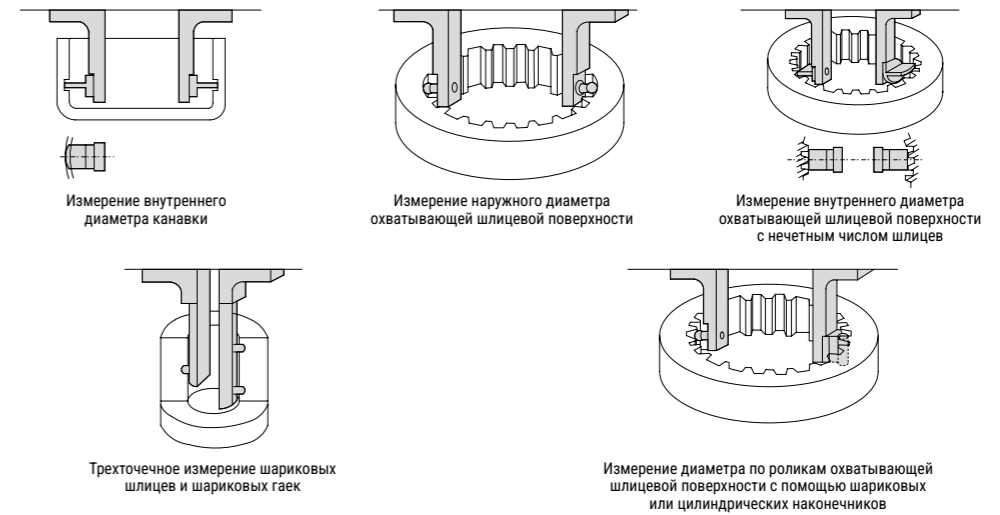 Измерение внутреннего
диаметра канавки
Измерение наружного диаметра
охватывающей шлицевой поверхности
Измерение внутреннего диаметра
охватывающей шлицевой поверхности
с нечетным числом шлицев
Трехточечное измерение шариковых
шлицев и шариковых гаек
Измерение диаметра по роликам охватывающей
шлицевой поверхности с помощью шариковых
или цилиндрических наконечников